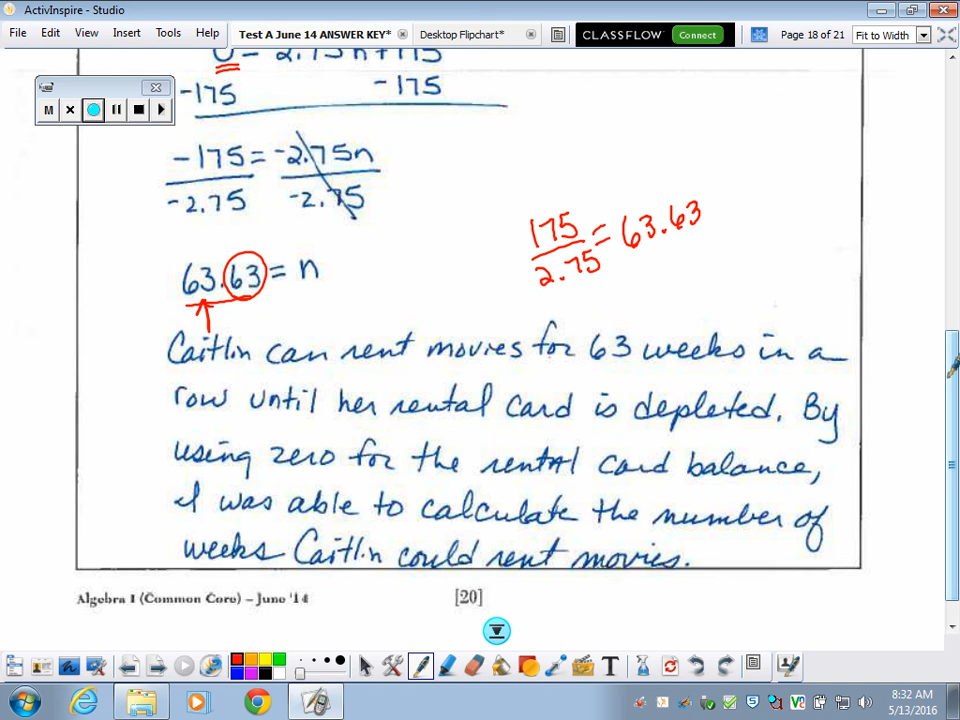 ActivInspire - Studio
File Edit View Insert Tools Help
Test A June 14 ANSWER KEY* Desktop Flipchart* CLASSFLOW Connect Page 18 of 21 Fit to Width
0 = -2.75n+175
-175 -175
M
-175 = -2.75n
-2.75 -2.75
175 = 63.63
2.75
63.63 = n
Caitlin can rent movies for 63 weeks in a
row until her rental card is depleted. By
using zero for the rental card balance,
I was able to calculate the number of
weeks Caitlin could rent movies.
Algebra I (Common Core) – June '14 [20]
8:32 AM
5/13/2016